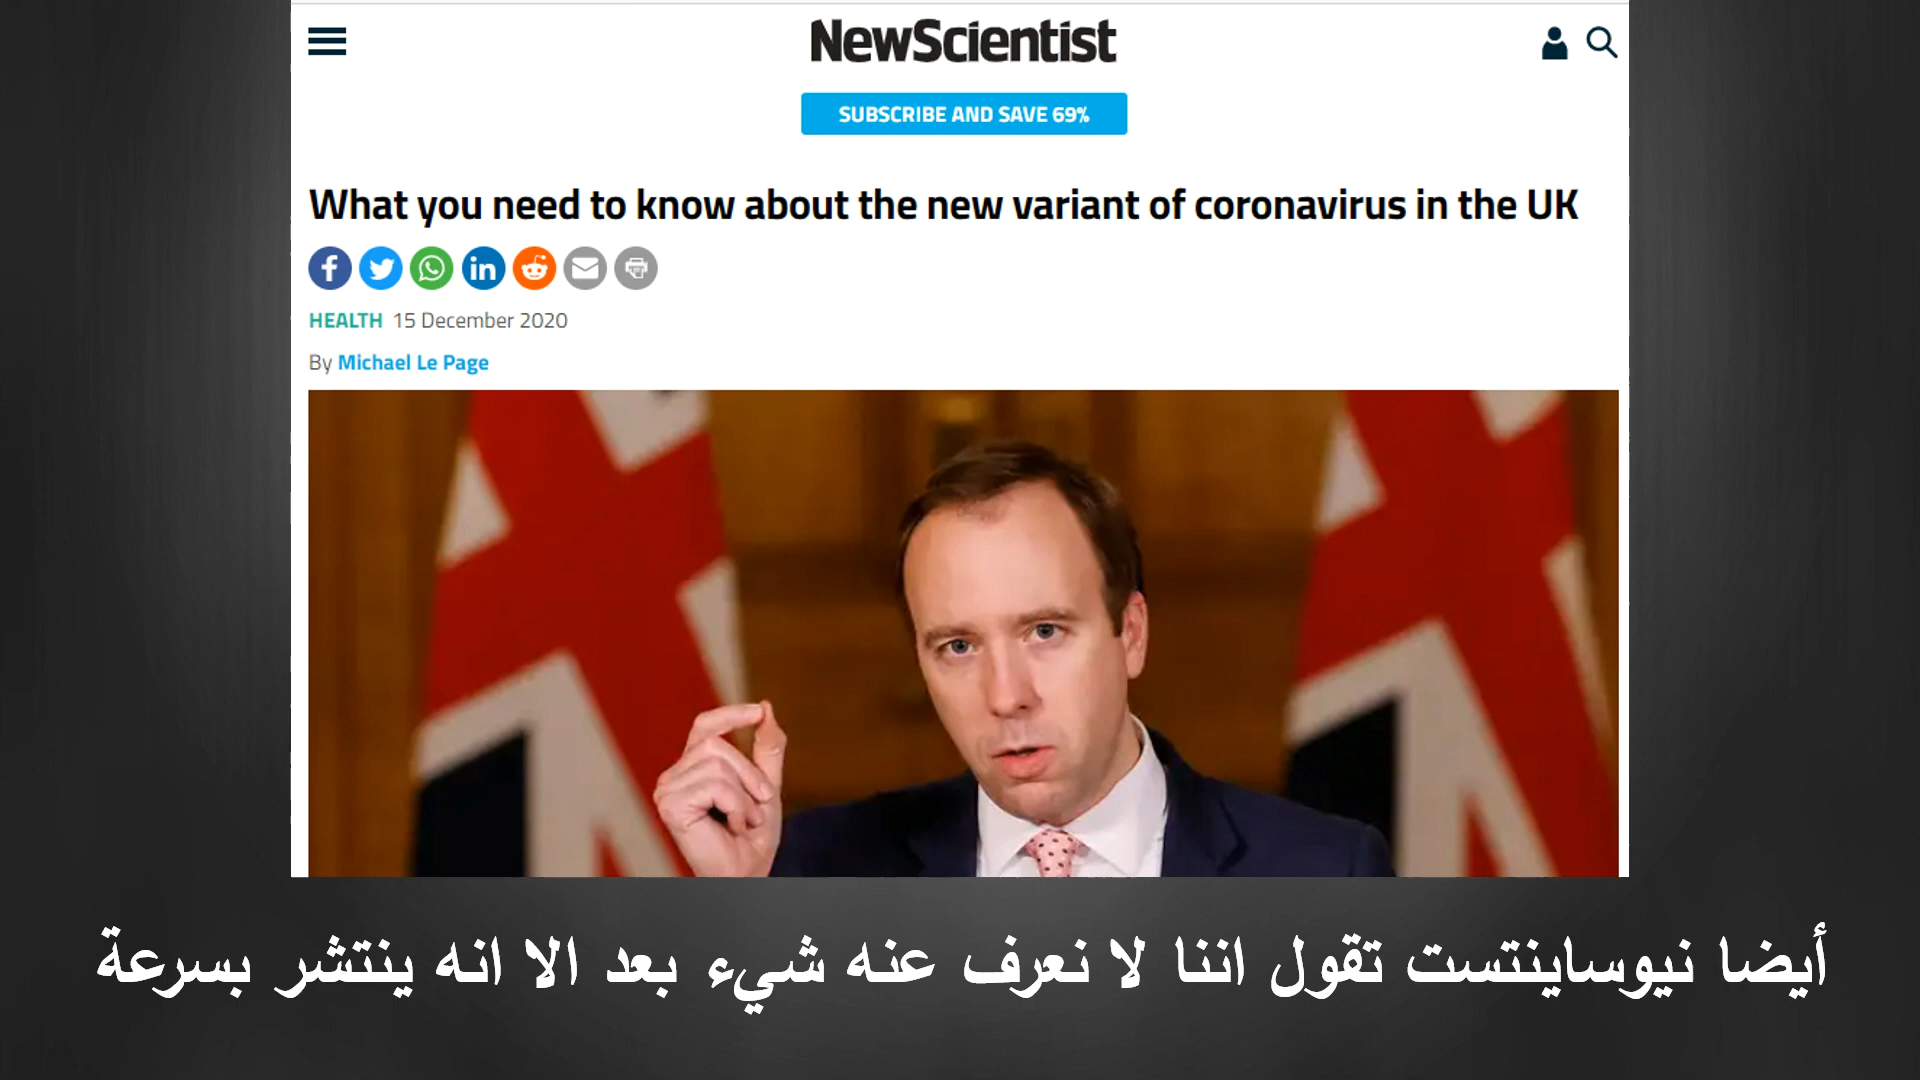 NewScientist
SUBSCRIBE AND SAVE 69%
What you need to know about the new variant of coronavirus in the UK
HEALTH 15 December 2020
By Michael Le Page
أيضا نيوساينتست تقول اننا لا نعرف عنه شيء بعد الا انه ينتشر بسرعة